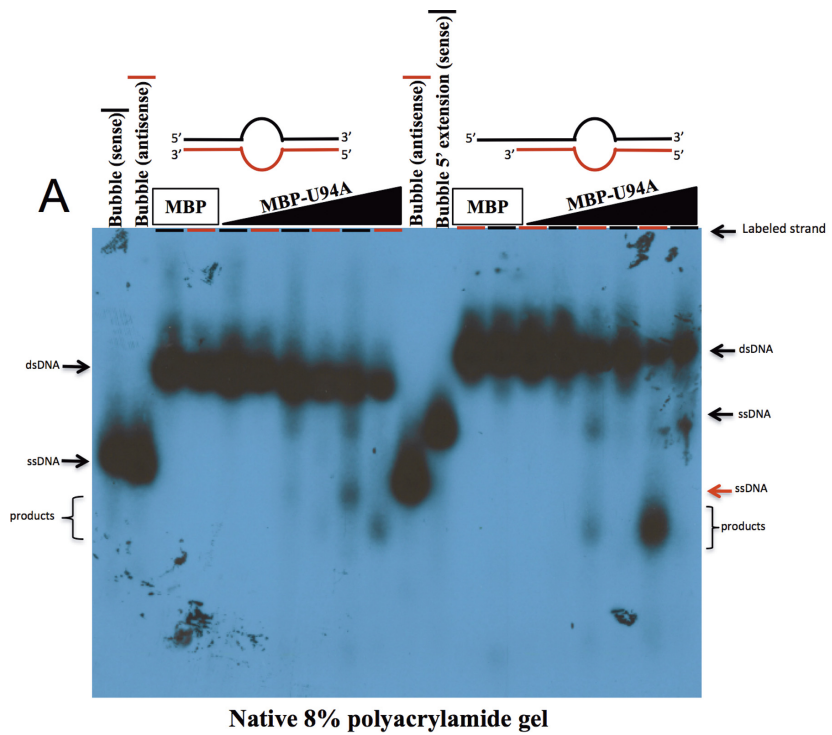 A
Bubble (sense)
Bubble (antisense)
5’
3’
3’
5’
MBP
MBP-U94A
Bubble (antisense)
Bubble 5’ extension (sense)
5’
3’
3’
5’
MBP
MBP-U94A
Labeled strand
dsDNA
ssDNA
products
dsDNA
ssDNA
ssDNA
products
Native 8% polyacrylamide gel